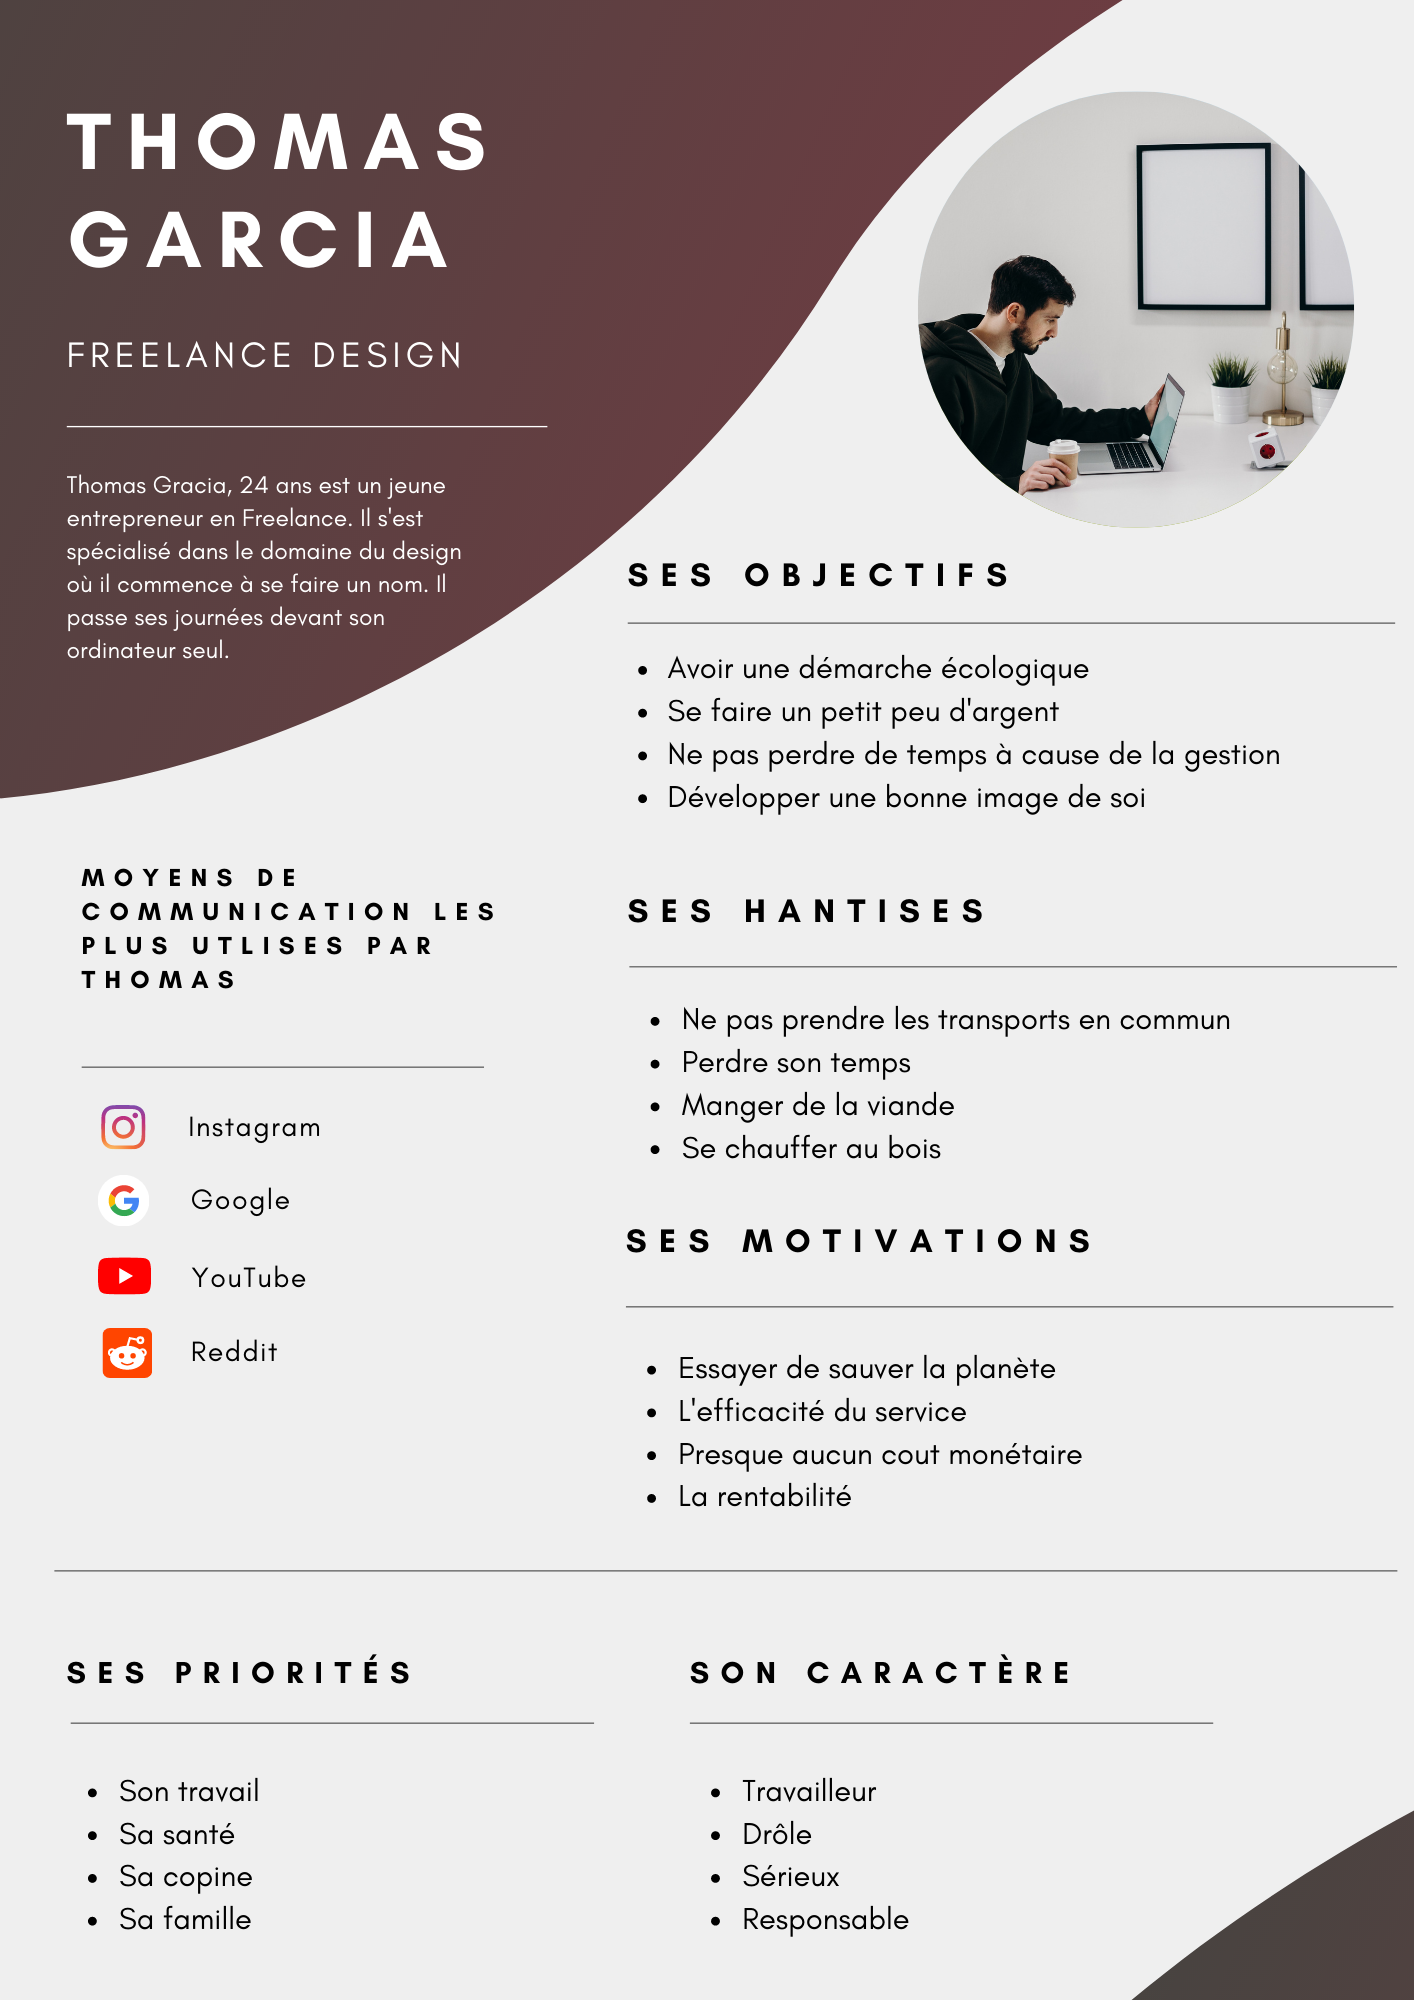 THOMAS
GARCIA
FREELANCE DESIGN
Thomas Gracia, 24 ans est un jeune
entrepreneur en Freelance. Il s'est
spécialisé dans le domaine du design
où il commence à se faire un nom. Il
passe ses journées devant son
ordinateur seul.
SES OBJECTIFS
• Avoir une démarche écologique
• Se faire un petit peu d'argent
• Ne pas perdre de temps à cause de la gestion
• Développer une bonne image de soi
MOYENS DE
COMMUNICATION LES
PLUS UTLISES PAR
THOMAS
Instagram
Google
YouTube
Reddit
SES HANTISES
• Ne pas prendre les transports en commun
• Perdre son temps
• Manger de la viande
• Se chauffer au bois
SES MOTIVATIONS
• Essayer de sauver la planète
• L'efficacité du service
• Presque aucun cout monétaire
• La rentabilité
SES PRIORITÉS
• Son travail
• Sa santé
• Sa copine
• Sa famille
SON CARACTÈRE
• Travailleur
• Drôle
• Sérieux
• Responsable